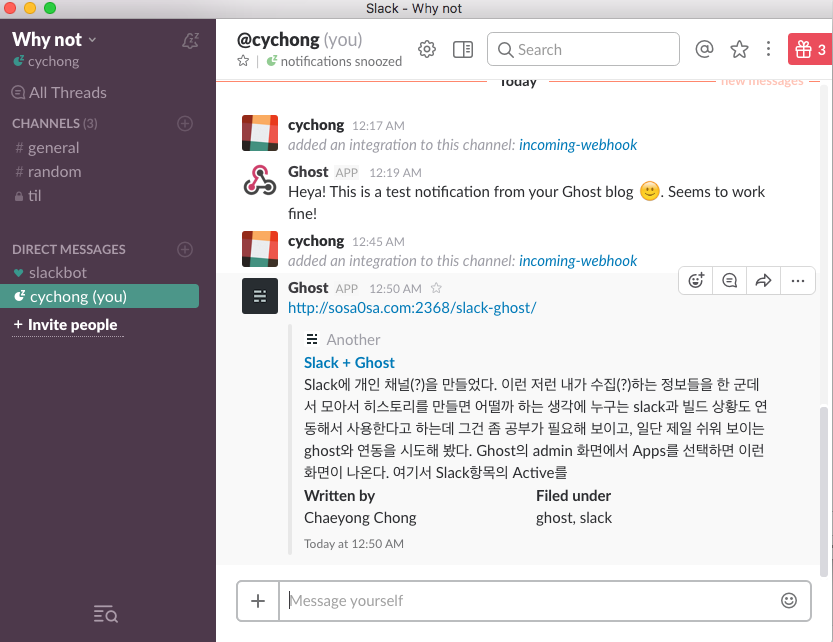 Slack - Why not
Why not
cychong
All Threads
CHANNELS (3)
# general
# random
til
DIRECT MESSAGES
slackbot
cychong (you)
+ Invite people
@cychong (you)
notifications snoozed
Search
3
Today
new messages
cychong 12:17 AM
added an integration to this channel: incoming-webhook
Ghost APP 12:19 AM
Heya! This is a test notification from your Ghost blog 🙂. Seems to work
fine!
cychong 12:45 AM
added an integration to this channel: incoming-webhook
Ghost APP 12:50 AM
http://sosa0sa.com:2368/slack-ghost/
Another
Slack + Ghost
Slack에 개인 채널(?)을 만들었다. 이런 저런 내가 수집(?)하는 정보들을 한 군데
서 모아서 히스토리를 만들면 어떨까 하는 생각에 누구는 slack과 빌드 상황도 연
동해서 사용한다고 하는데 그건 좀 공부가 필요해 보이고, 일단 제일 쉬워 보이는
ghost와 연동을 시도해 봤다. Ghost의 admin 화면에서 Apps를 선택하면 이런
화면이 나온다. 여기서 Slack항목의 Active를
Written by Filed under
Chaeyong Chong ghost, slack
Today at 12:50 AM
Message yourself